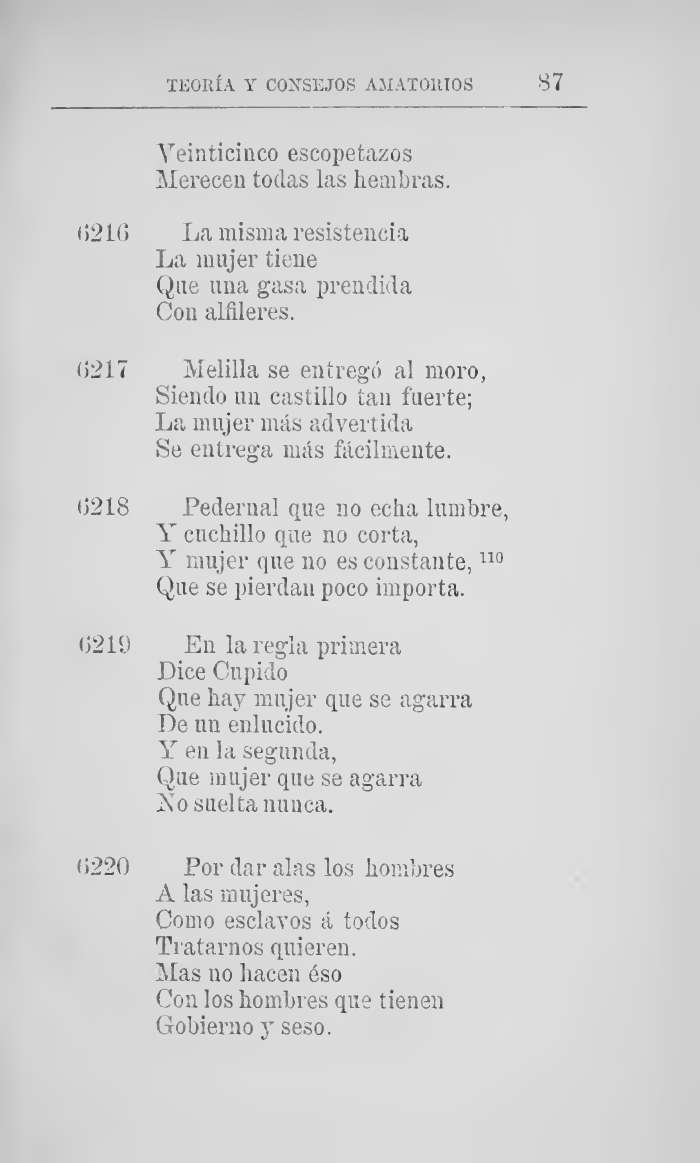 TEORÍA Y CONSEJOS AMATORIOS 87
Veinticinco escopetazos
Merecen todas las hembras.
6216 La misma resistencia
La mujer tiene
Que una gasa prendida
Con alfileres.
6217 Melilla se entregó al moro,
Siendo un castillo tan fuerte;
La mujer más advertida
Se entrega más fácilmente.
6218 Pedernal que no echa lumbre,
Y cuchillo que no corta,
Y mujer que no es constante, 110
Que se pierdan poco importa.
6219 En la regla primera
Dice Cupido
Que hay mujer que se agarra
De un enlucido.
Y en la segunda,
Que mujer que se agarra
No suelta nunca.
6220 Por dar alas los hombres
A las mujeres,
Como esclavos á todos
Tratarnos quieren.
Mas no hacen éso
Con los hombres que tienen
Gobierno y seso.